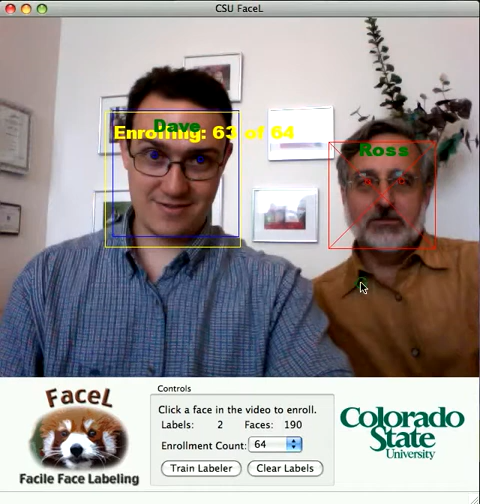 CSU FaceL
Dave
Enrolling: 63 of 64
Ross
FaceL
Facile Face Labeling
Controls
Click a face in the video to enroll.
Labels: 2 Faces: 190
Enrollment Count: 64
Train Labeler Clear Labels
Colorado
State
University